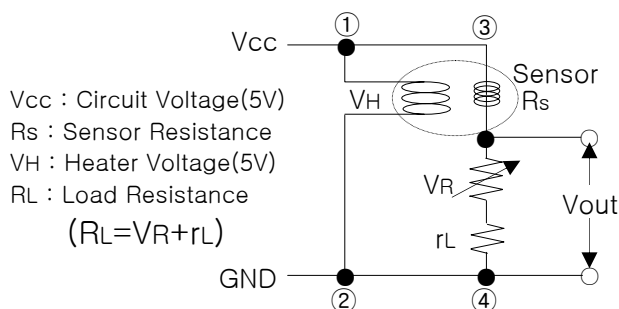 ① ③
Vcc
Sensor
VH Rs
Vcc : Circuit Voltage(5V)
Rs : Sensor Resistance
VH : Heater Voltage(5V)
RL : Load Resistance
(RL=VR+rL)
VR
Vout
rL
GND
② ④